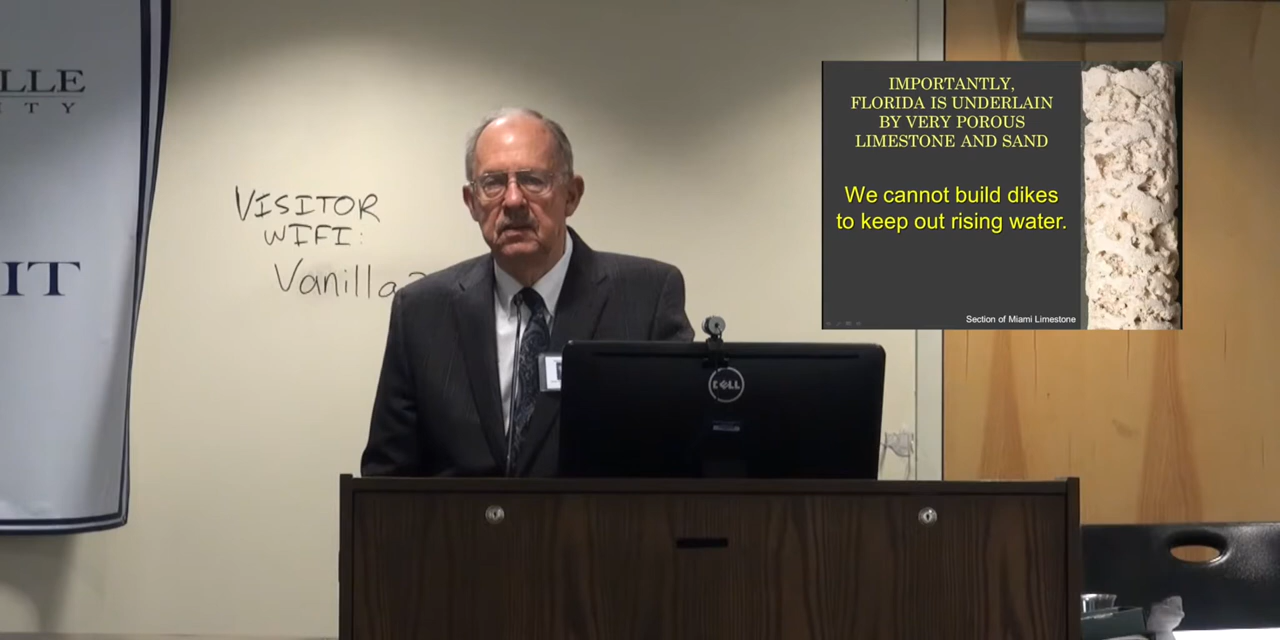 LLE
I T Y
IT
VISITOR
WIFI:
Vanilla
DELL
IMPORTANTLY,
FLORIDA IS UNDERLAIN
BY VERY POROUS
LIMESTONE AND SAND
We cannot build dikes
to keep out rising water.
Section of Miami Limestone